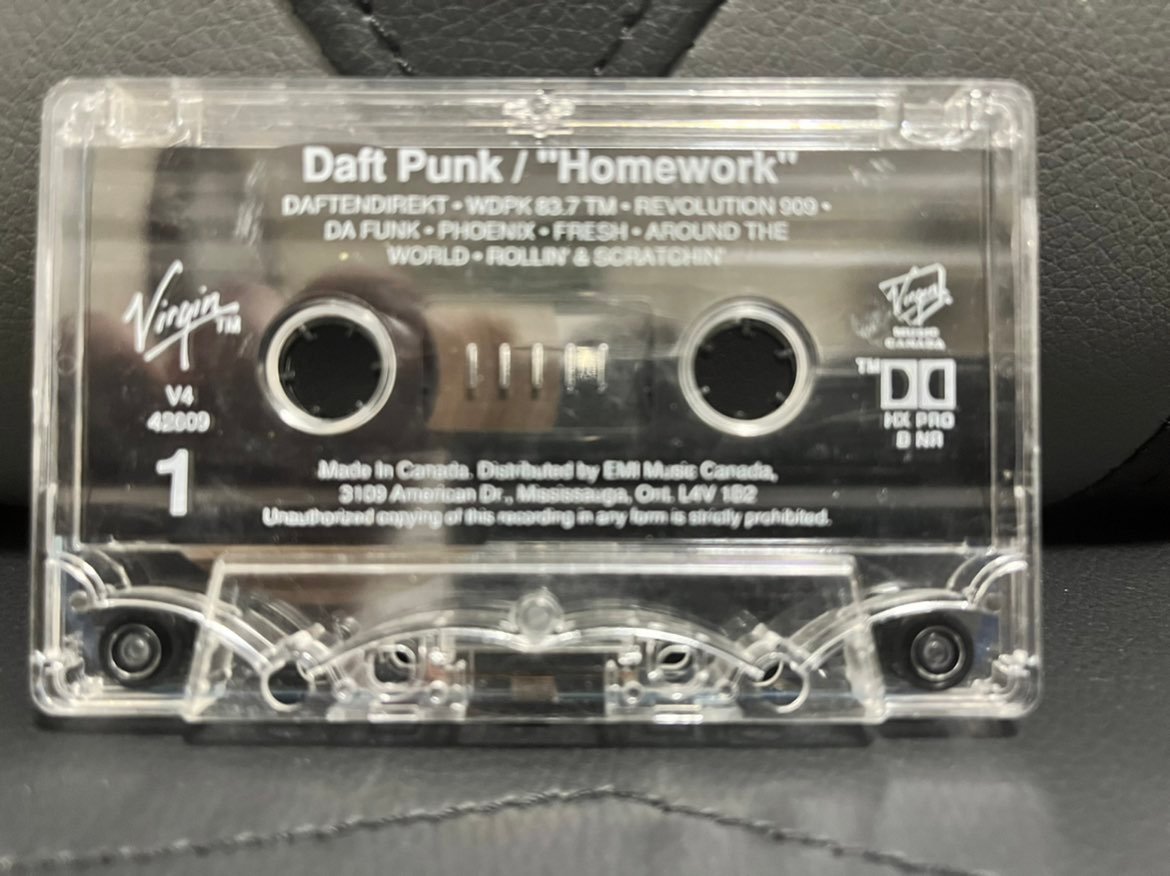 Daft Punk / "Homework"
DAFTENDIREKT • WDPK 83.7 TM • REVOLUTION 909 •
DA FUNK • PHOENIX • FRESH • AROUND THE
WORLD • ROLLIN' & SCRATCHIN'
Virgin TM
V4
42609
1
Virgin
MUSIC
CANADA
TM
HX PRO
B NR
Made In Canada. Distributed by EMI Music Canada,
3109 American Dr., Mississauga, Ont. L4V 1B2
Unauthorized copying of this recording in any form is strictly prohibited.